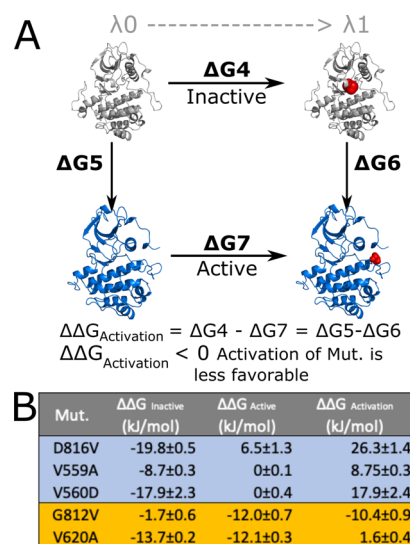 A
λ0 --------------------> λ1
ΔG4
Inactive
ΔG5
ΔG6
ΔG7
Active
ΔΔG Activation = ΔG4 - ΔG7 = ΔG5-ΔG6
ΔΔG Activation < 0 Activation of Mut. is
less favorable
B
Mut. ΔΔG Inactive (kJ/mol) ΔΔG Active (kJ/mol) ΔΔG Activation (kJ/mol)
D816V -19.8±0.5 6.5±1.3 26.3±1.4
V559A -8.7±0.3 0±0.1 8.75±0.3
V560D -17.9±2.3 0±0.4 17.9±2.4
G812V -1.7±0.6 -12.0±0.7 -10.4±0.9
V620A -13.7±0.2 -12.1±0.3 1.6±0.4